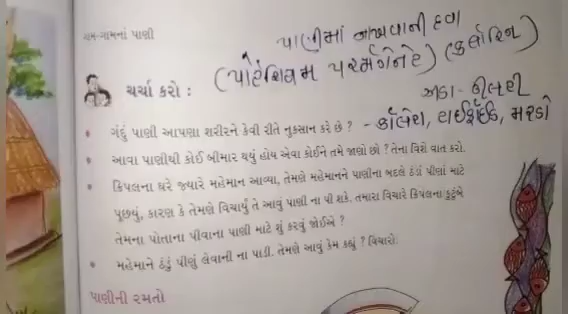 ગામ-ગામનાં પાણી
પાણીમાં નાખવાની દવા
(પોટેશિયમ પરમેંગેનેટ) (કલોરિન)
ચર્ચા કરો :
ગંદું પાણી આપણા શરીરને કેવી રીતે નુકસાન કરે છે ? - કૉલેરા, ટાઈફૉઈડ, મરડો
આવા પાણીથી કોઈ બીમાર થયું હોય એવા કોઈને તમે જાણો છો ? તેના વિશે વાત કરો.
કિપલના ઘરે જ્યારે મહેમાન આવ્યા, તેમણે મહેમાનને પાણીના બદલે ઠંડાં પીણાં માટે
પૂછ્યું, કારણ કે તેમણે વિચાર્યું તે આવું પાણી ના પી શકે. તમારા વિચારે કિપલના કુટુંબે
તેમના પોતાના પીવાના પાણી માટે શું કરવું જોઈએ ?
મહેમાને ઠંડું પીણું લેવાની ના પાડી. તેમણે આવું કેમ કહ્યું ? વિચારો.
પાણીની રમતો